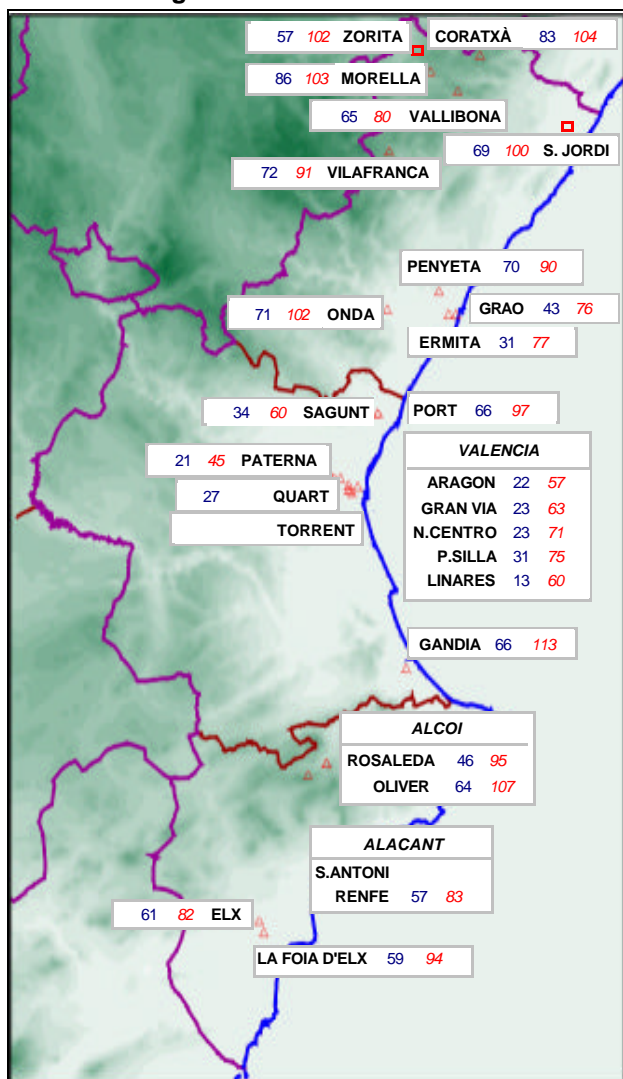 57 102 ZORITA
CORATXÀ 83 104
86 103 MORELLA
65 80 VALLIBONA
69 100 S. JORDI
72 91 VILAFRANCA
PENYETA 70 90
71 102 ONDA
GRAO 43 76
ERMITA 31 77
34 60 SAGUNT
PORT 66 97
21 45 PATERNA
27 QUART
TORRENT
VALENCIA
ARAGON 22 57
GRAN VIA 23 63
N.CENTRO 23 71
P.SILLA 31 75
LINARES 13 60
GANDIA 66 113
ALCOI
ROSALEDA 46 95
OLIVER 64 107
ALACANT
S.ANTONI
RENFE 57 83
61 82 ELX
LA FOIA D'ELX 59 94